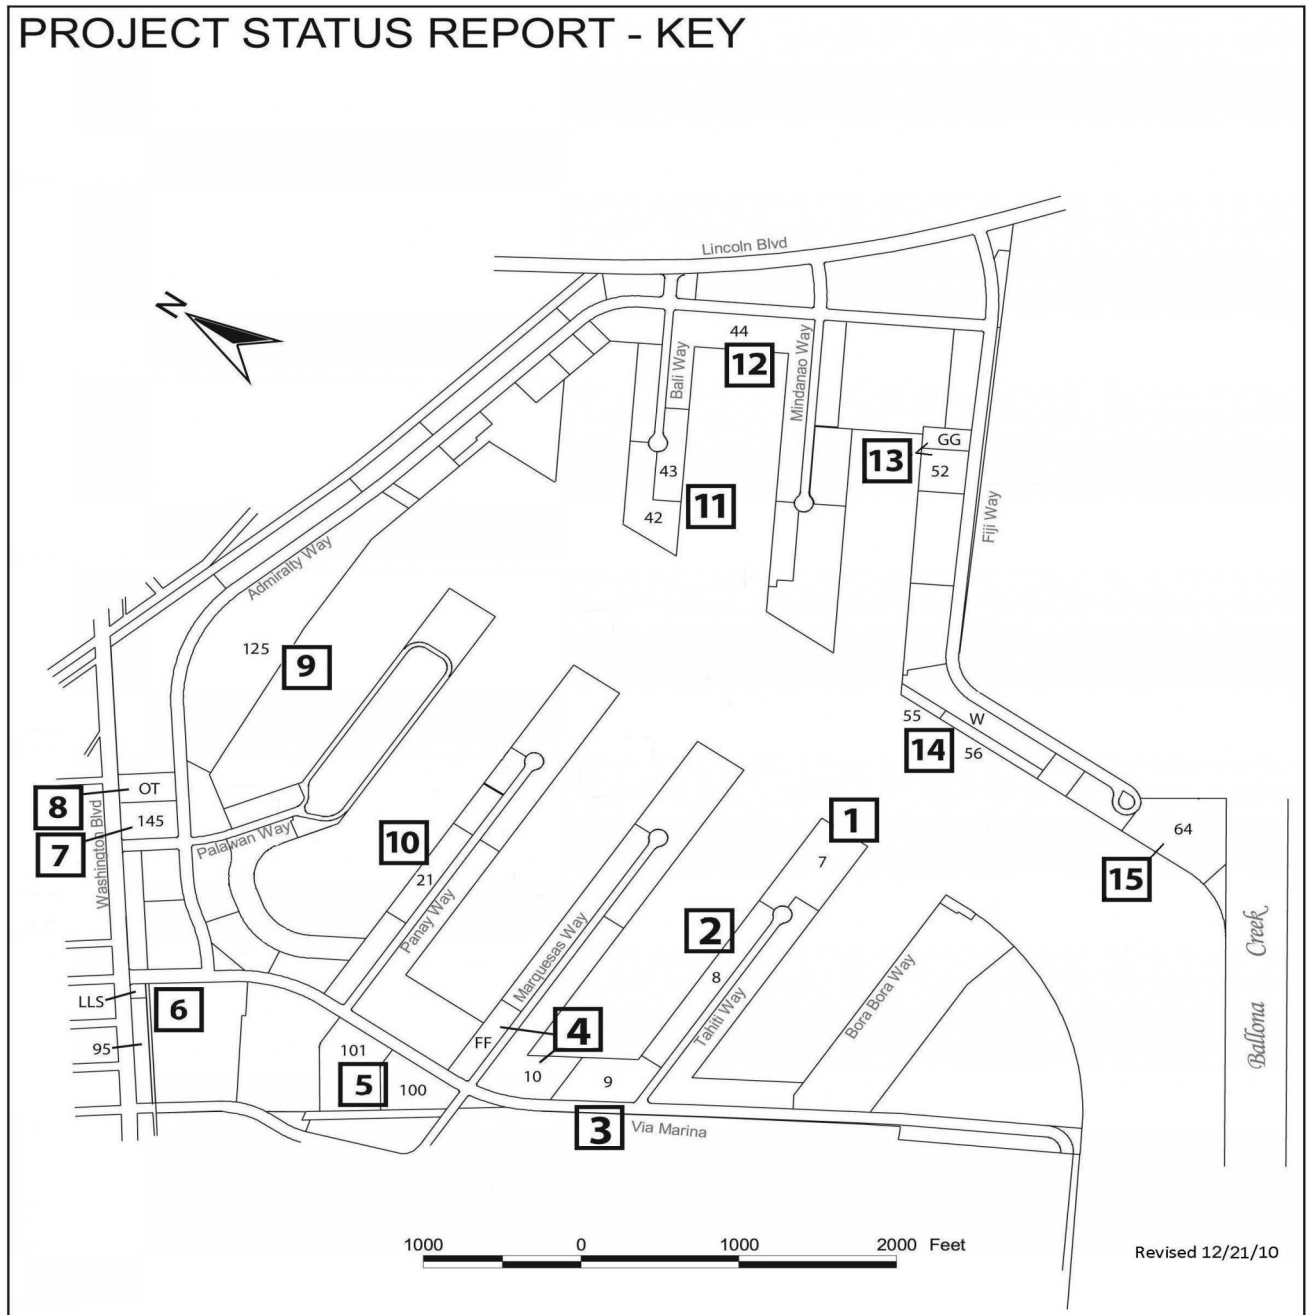 PROJECT STATUS REPORT - KEY
Lincoln Blvd
N
44
12
Bali Way
Mindanao Way
GG
13
52
43
11
42
Fiji Way
Admiralty Way
125
9
55
W
14
56
OT
8
145
7
Washington Blvd
Palawan Way
10
21
Panay Way
1
7
64
15
2
8
Marquesas Way
Tahiti Way
Bora Bora Way
Ballona Creek
LLS
6
95
4
FF
10
101
5
100
9
3
Via Marina
1000 0 1000 2000 Feet
Revised 12/21/10